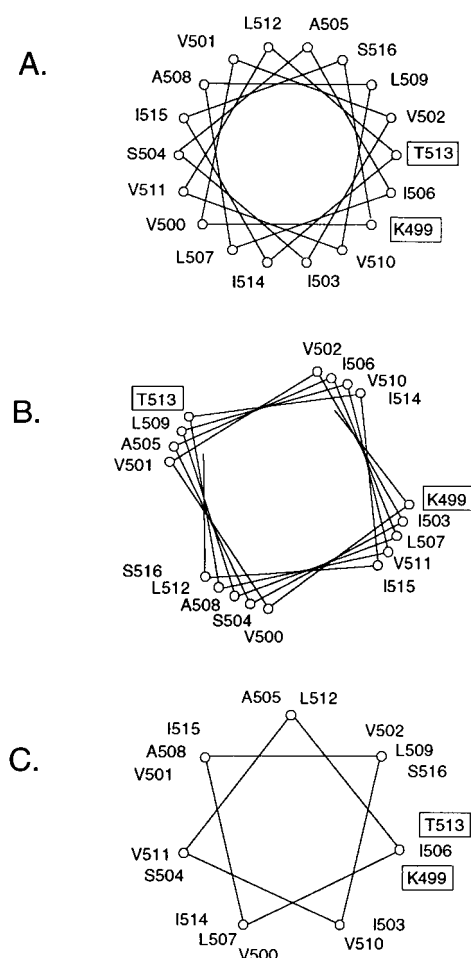 A.
L512 A505
V501 S516
A508 L509
I515 V502
S504 T513
V511 I506
V500 K499
L507 V510
I514 I503
B.
V502
I506
T513 V510
L509 I514
A505
V501
K499
I503
L507
S516 V511
L512 I515
A508
S504
V500
C.
A505 L512
I515 V502
A508 L509
V501 S516
T513
V511 I506
S504 K499
I514 I503
L507 V510
V500